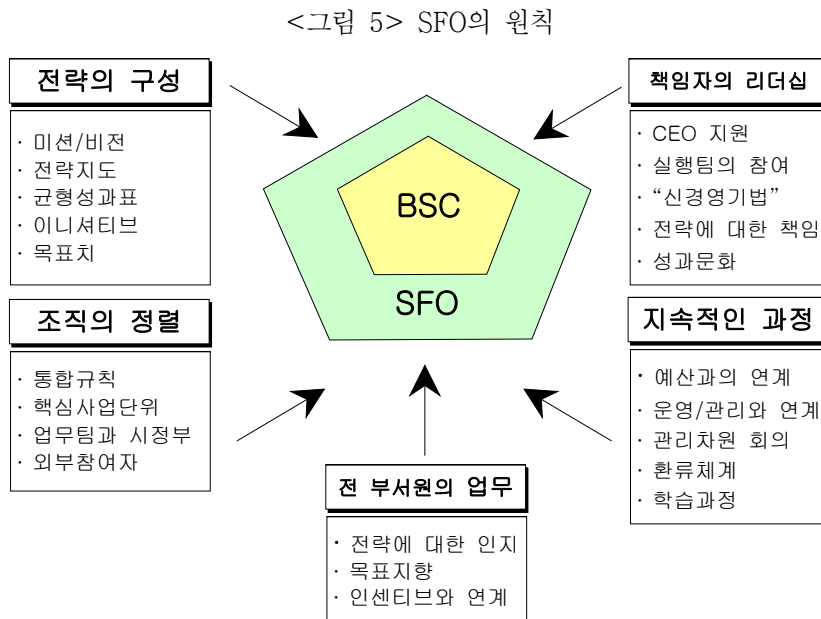 <그림 5> SFO의 원칙
전략의 구성
· 미션/비전
· 전략지도
· 균형성과표
· 이니셔티브
· 목표치
책임자의 리더십
· CEO 지원
· 실행팀의 참여
· “신경영기법”
· 전략에 대한 책임
· 성과문화
BSC
SFO
조직의 정렬
· 통합규칙
· 핵심사업단위
· 업무팀과 시정부
· 외부참여자
지속적인 과정
· 예산과의 연계
· 운영/관리와 연계
· 관리차원 회의
· 환류체계
· 학습과정
전 부서원의 업무
· 전략에 대한 인지
· 목표지향
· 인센티브와 연계